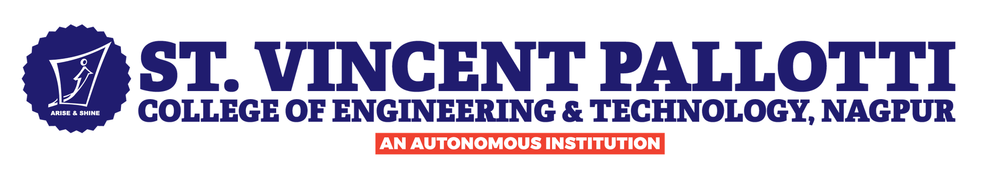 ARISE & SHINE
ST. VINCENT PALLOTTI
COLLEGE OF ENGINEERING & TECHNOLOGY, NAGPUR
AN AUTONOMOUS INSTITUTION